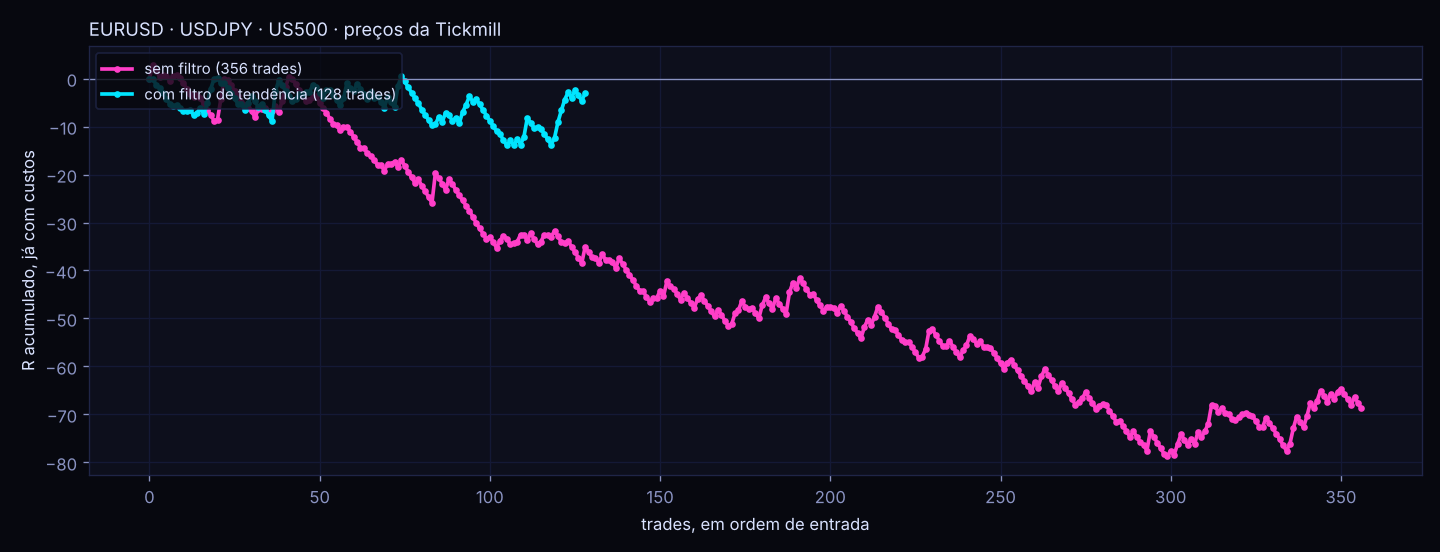 EURUSD · USDJPY · US500 · preços da Tickmill
sem filtro (356 trades)
com filtro de tendência (128 trades)
R acumulado, já com custos
0
−10
−20
−30
−40
−50
−60
−70
−80
0 50 100 150 200 250 300 350
trades, em ordem de entrada